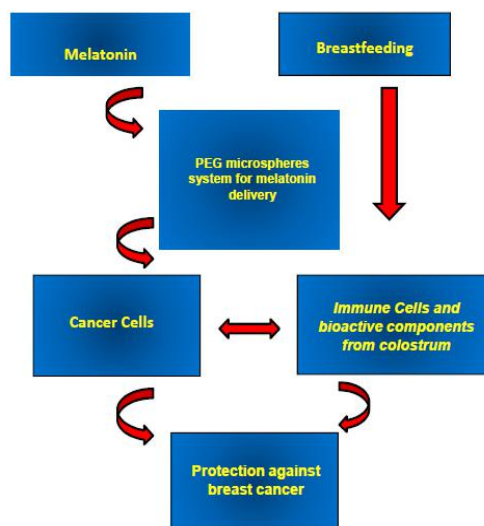 Melatonin
Breastfeeding
PEG microspheres
system for melatonin
delivery
Cancer Cells
Immune Cells and
bioactive components
from colostrum
Protection against
breast cancer